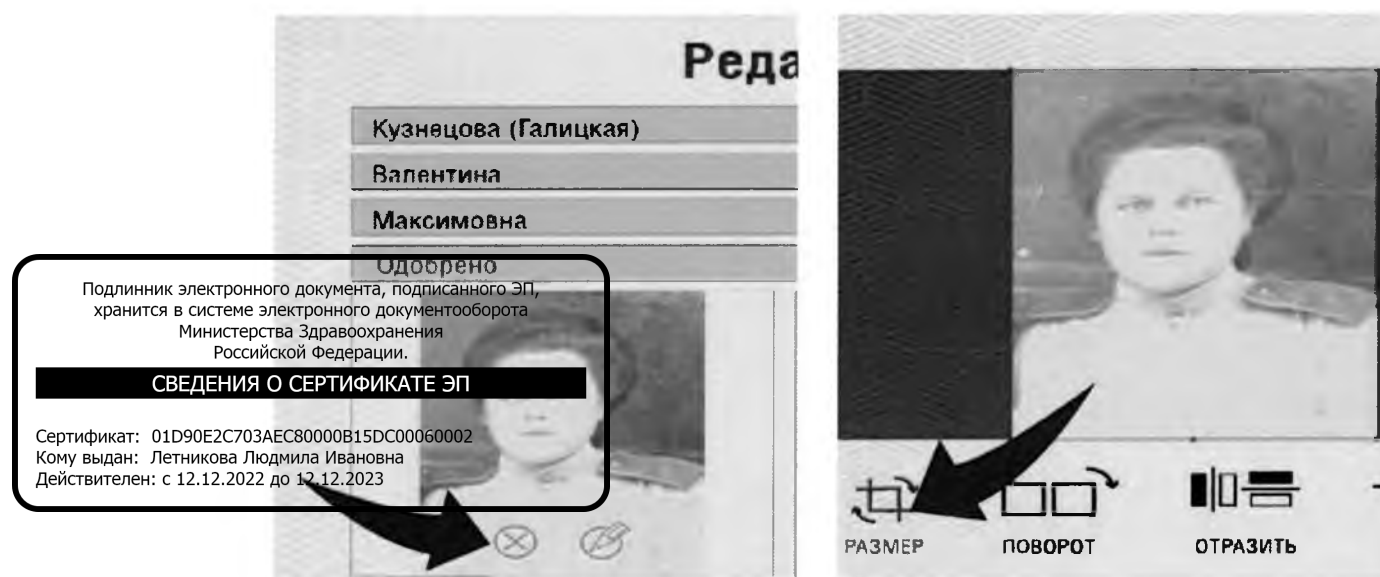 Реда
Кузнецова (Галицкая)
Валентина
Максимовна
Одобрено
Подлинник электронного документа, подписанного ЭП,
хранится в системе электронного документооборота
Министерства Здравоохранения
Российской Федерации.
СВЕДЕНИЯ О СЕРТИФИКАТЕ ЭП
Сертификат: 01D90E2C703AEC80000B15DC00060002
Кому выдан: Летникова Людмила Ивановна
Действителен: с 12.12.2022 до 12.12.2023
РАЗМЕР ПОВОРОТ ОТРАЗИТЬ